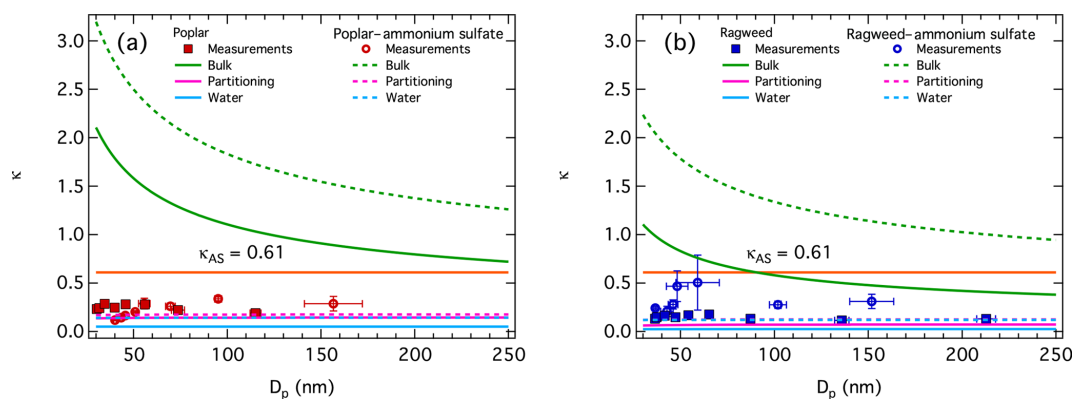 (a)
Poplar Poplar–ammonium sulfate
Measurements Measurements
Bulk Bulk
Partitioning Partitioning
Water Water
3.0
2.5
2.0
1.5
1.0
0.5
0.0
κ
κAS = 0.61
50 100 150 200 250
Dp (nm)
(b)
Ragweed Ragweed–ammonium sulfate
Measurements Measurements
Bulk Bulk
Partitioning Partitioning
Water Water
3.0
2.5
2.0
1.5
1.0
0.5
0.0
κ
κAS = 0.61
50 100 150 200 250
Dp (nm)